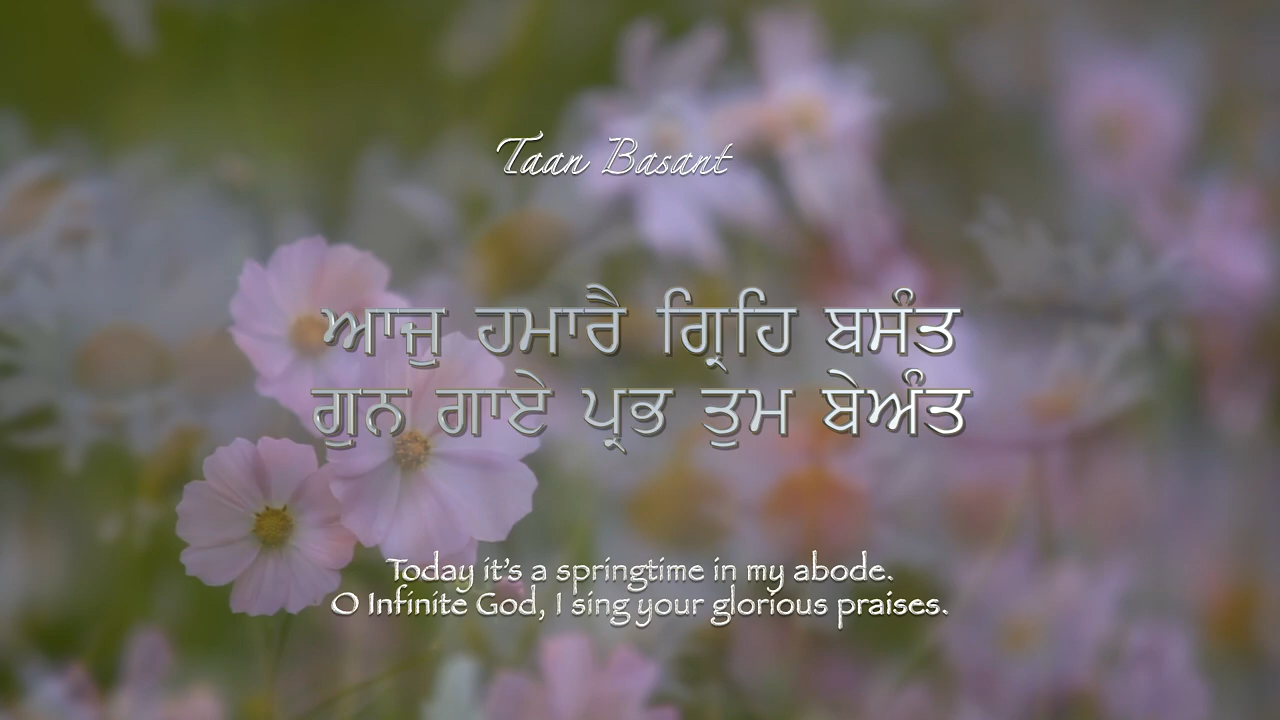 Taan Basant
ਆਜੁ ਹਮਾਰੈ ਗ੍ਰਿਹਿ ਬਸੰਤ
ਗੁਨ ਗਾਏ ਪ੍ਰਭ ਤੁਮ ਬੇਅੰਤ
Today it's a springtime in my abode.
O Infinite God, I sing your glorious praises.